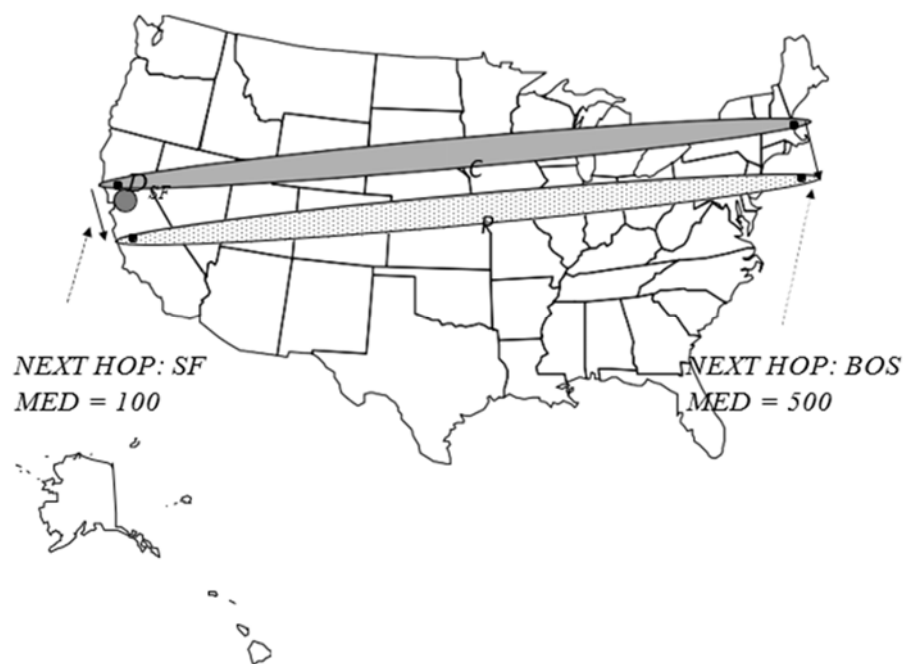 D
SF
C
P
NEXT HOP: SF
MED = 100
NEXT HOP: BOS
MED = 500